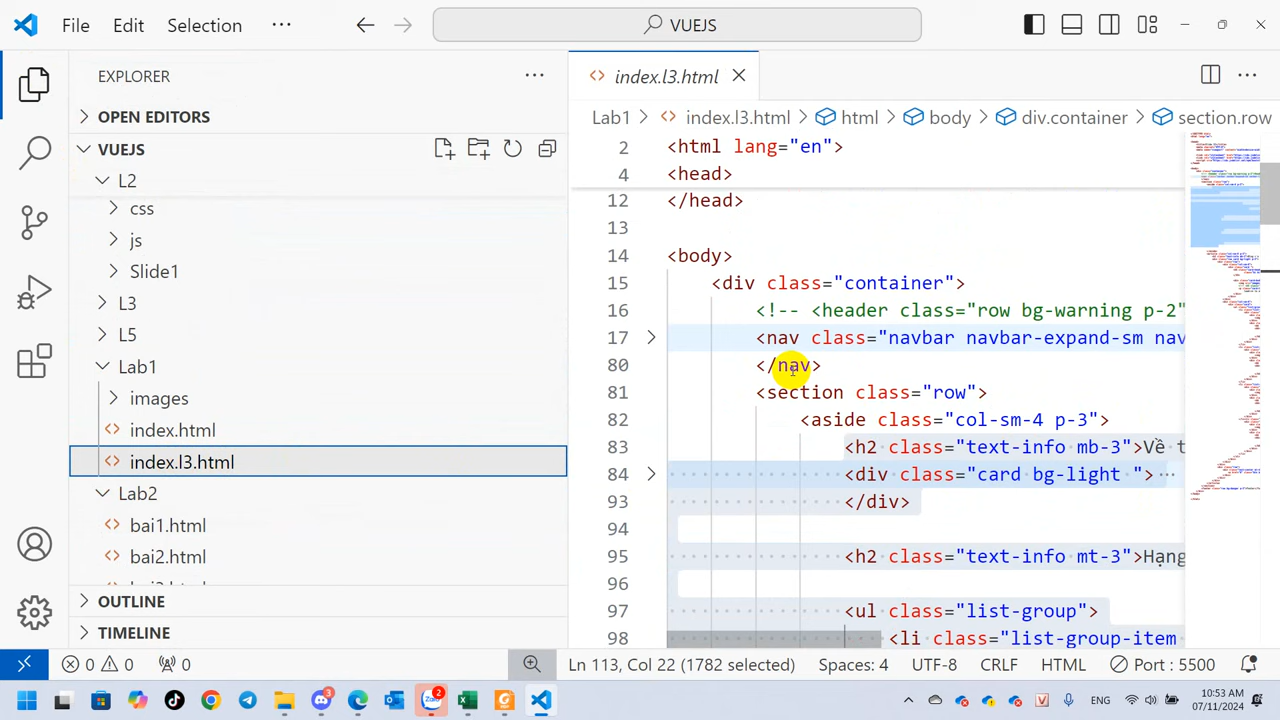 File Edit Selection ··· VUEJS
EXPLORER ···
OPEN EDITORS
VUEJS
L2
css
js
Slide1
L3
L5
Lab1
images
index.html
index.l3.html
Lab2
bai1.html
bai2.html
OUTLINE
TIMELINE
index.l3.html
Lab1 > index.l3.html > html > body > div.container > section.row
2 <html lang="en">
4 <head>
12 </head>
13
14 <body>
15 <div class="container">
16 <!-- <header class="row bg-warning p-2"
17 <nav class="navbar navbar-expand-sm nav
80 </nav>
81 <section class="row">
82 <side class="col-sm-4 p-3">
83 <h2 class="text-info mb-3">Về t
84 <div class="card bg-light ">···
93 </div>
94
95 <h2 class="text-info mt-3">Hạng
96
97 <ul class="list-group">
98 <li class="list-group-item
0 0 0 Ln 113, Col 22 (1782 selected) Spaces: 4 UTF-8 CRLF HTML Port : 5500
3 Zalo 2 ENG 10:53 AM
07/11/2024